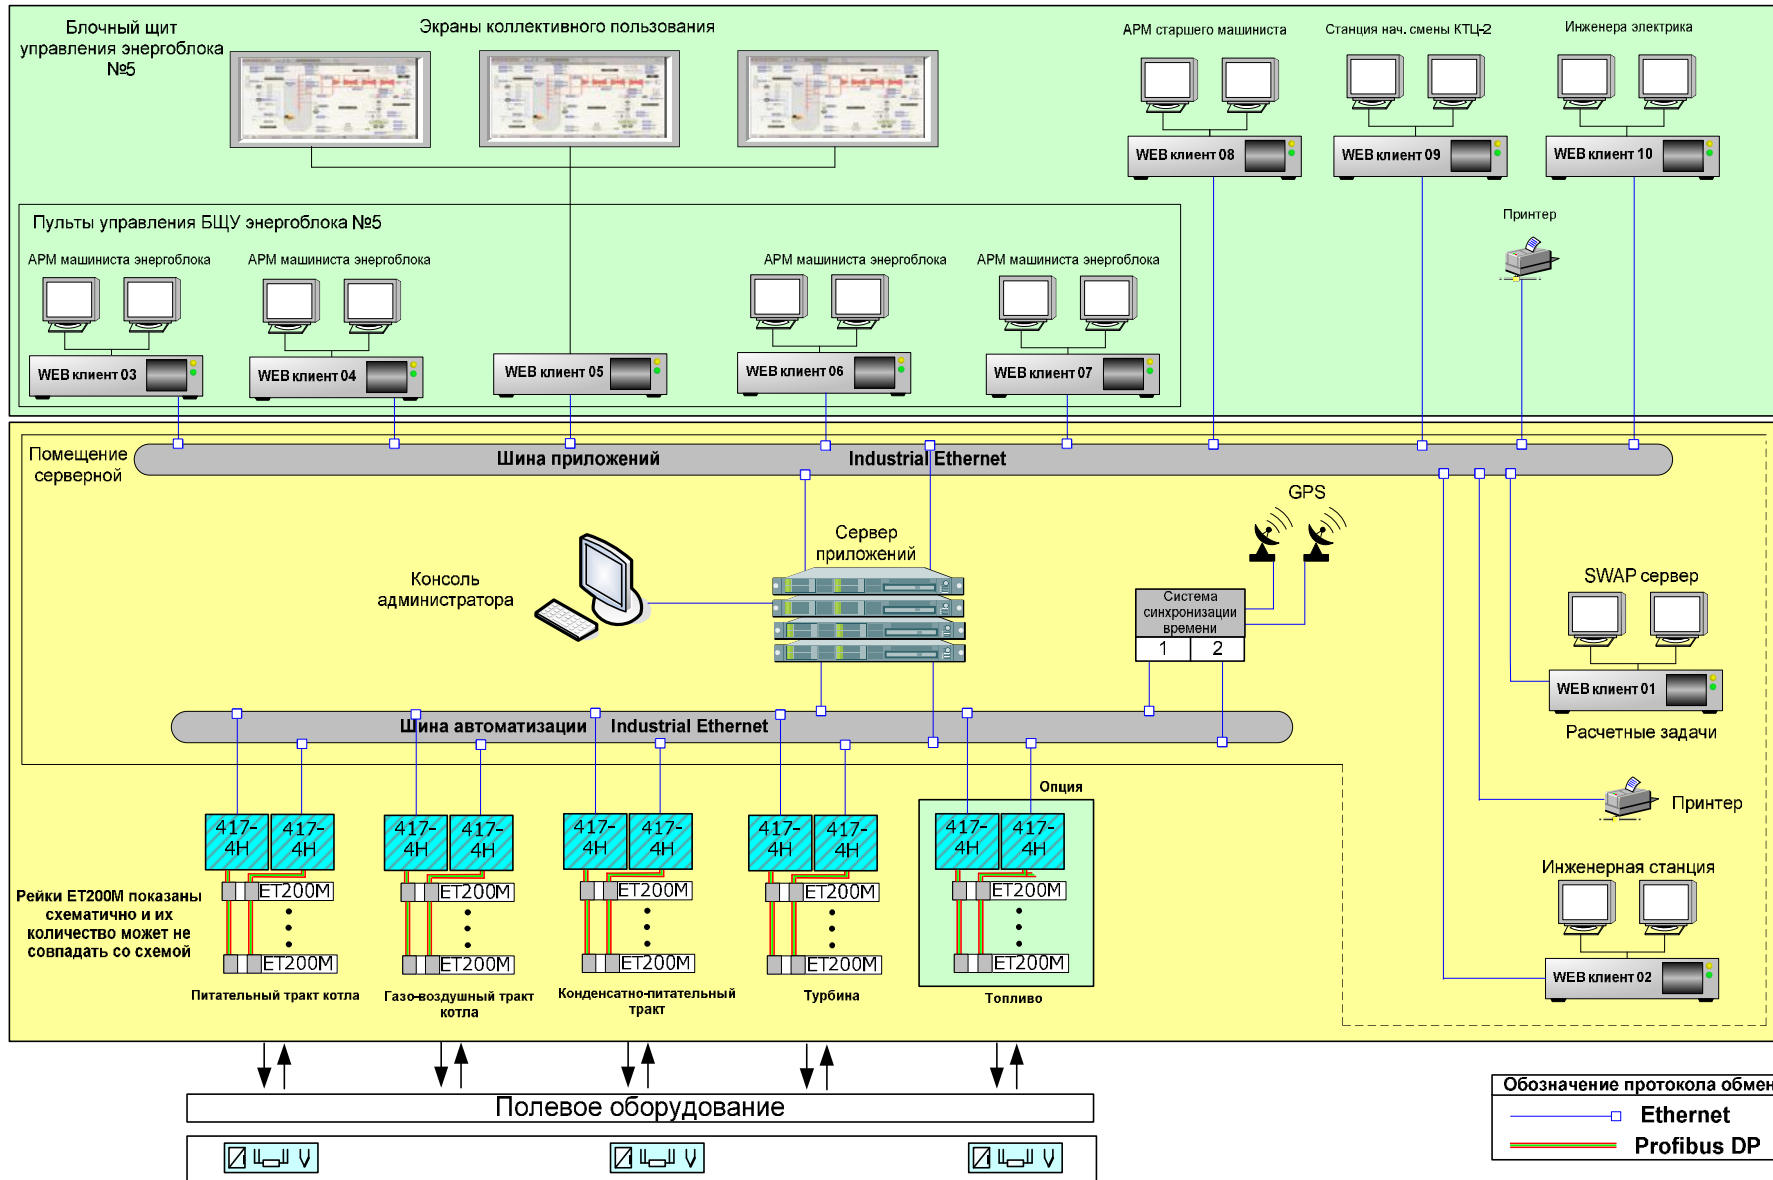 Блочный щит
управления энергоблока
№5
Экраны коллективного пользования
АРМ старшего машиниста
Станция нач. смены КТЦ-2
Инженера электрика
WEB клиент 08
WEB клиент 09
WEB клиент 10
Принтер
Пульты управления БЩУ энергоблока №5
АРМ машиниста энергоблока
АРМ машиниста энергоблока
АРМ машиниста энергоблока
АРМ машиниста энергоблока
WEB клиент 03
WEB клиент 04
WEB клиент 05
WEB клиент 06
WEB клиент 07
Помещение
серверной
Шина приложений
Industrial Ethernet
GPS
Сервер
приложений
Консоль
администратора
Система
синхронизации
времени
1
2
SWAP сервер
WEB клиент 01
Расчетные задачи
Шина автоматизации
Industrial Ethernet
Опция
Принтер
417-
4H
417-
4H
417-
4H
417-
4H
417-
4H
417-
4H
417-
4H
417-
4H
417-
4H
417-
4H
Инженерная станция
WEB клиент 02
Рейки ET200M показаны
схематично и их
количество может не
совпадать со схемой
ET200M
ET200M
ET200M
ET200M
ET200M
ET200M
ET200M
ET200M
ET200M
ET200M
Питательный тракт котла
Газо-воздушный тракт
котла
Конденсатно-питательный
тракт
Турбина
Топливо
Полевое оборудование
Обозначение протокола обмен
Ethernet
Profibus DP